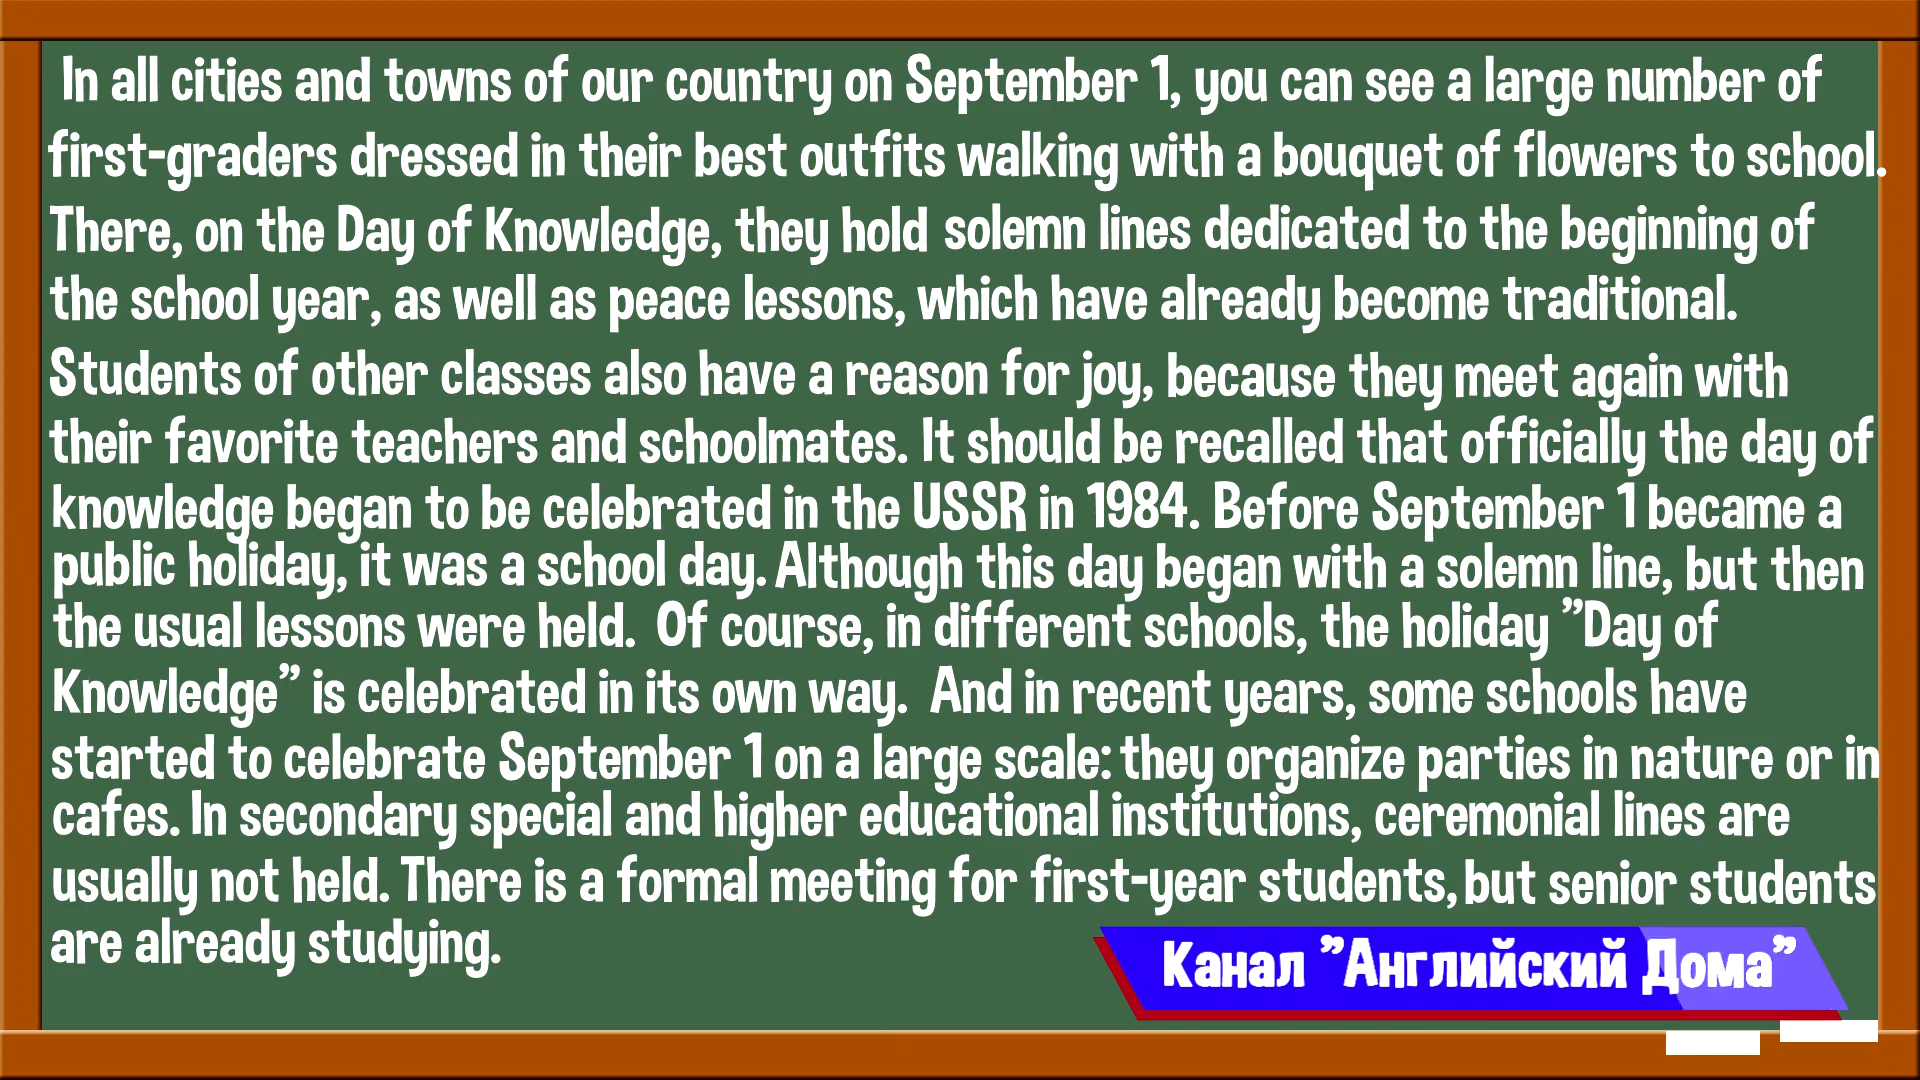 In all cities and towns of our country on September 1, you can see a large number of
first-graders dressed in their best outfits walking with a bouquet of flowers to school.
There, on the Day of Knowledge, they hold solemn lines dedicated to the beginning of
the school year, as well as peace lessons, which have already become traditional.
Students of other classes also have a reason for joy, because they meet again with
their favorite teachers and schoolmates. It should be recalled that officially the day of
knowledge began to be celebrated in the USSR in 1984. Before September 1 became a
public holiday, it was a school day. Although this day began with a solemn line, but then
the usual lessons were held. Of course, in different schools, the holiday ”Day of
Knowledge” is celebrated in its own way. And in recent years, some schools have
started to celebrate September 1 on a large scale: they organize parties in nature or in
cafes. In secondary special and higher educational institutions, ceremonial lines are
usually not held. There is a formal meeting for first-year students, but senior students
are already studying.
Канал ”Английский Дома”